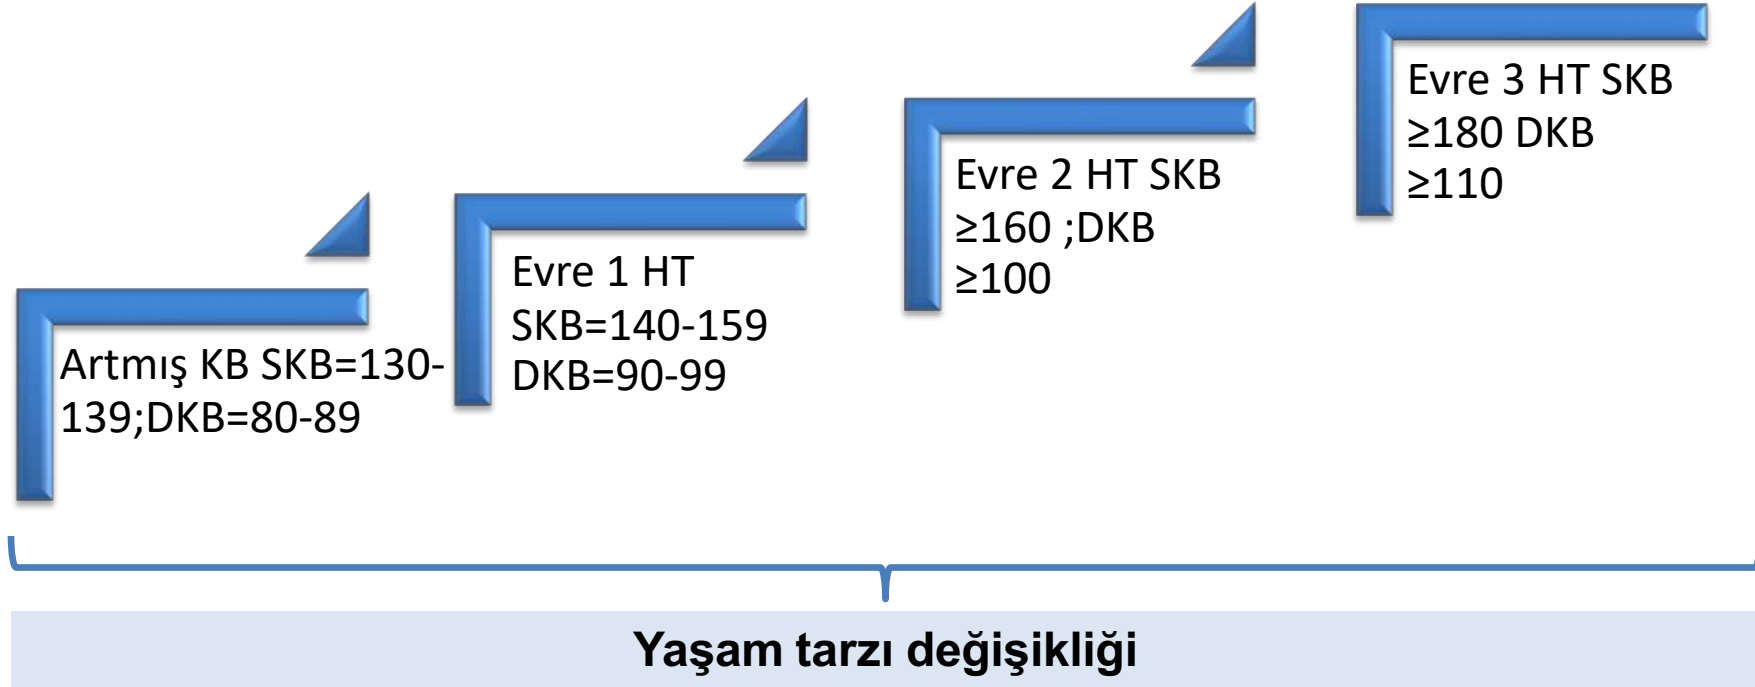 Artmış KB SKB=130-
139;DKB=80-89
Evre 1 HT
SKB=140-159
DKB=90-99
Evre 2 HT SKB
≥160 ;DKB
≥100
Evre 3 HT SKB
≥180 DKB
≥110
Yaşam tarzı değişikliği